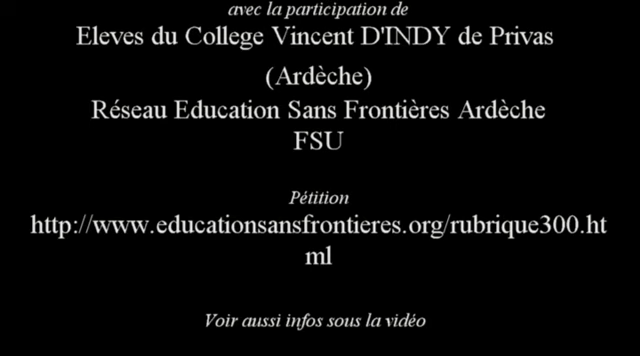 avec la participation de
Eleves du College Vincent D'INDY de Privas
(Ardèche)
Réseau Education Sans Frontières Ardèche
FSU
Pétition
http://www.educationsansfrontieres.org/rubrique300.ht
ml
Voir aussi infos sous la vidéo